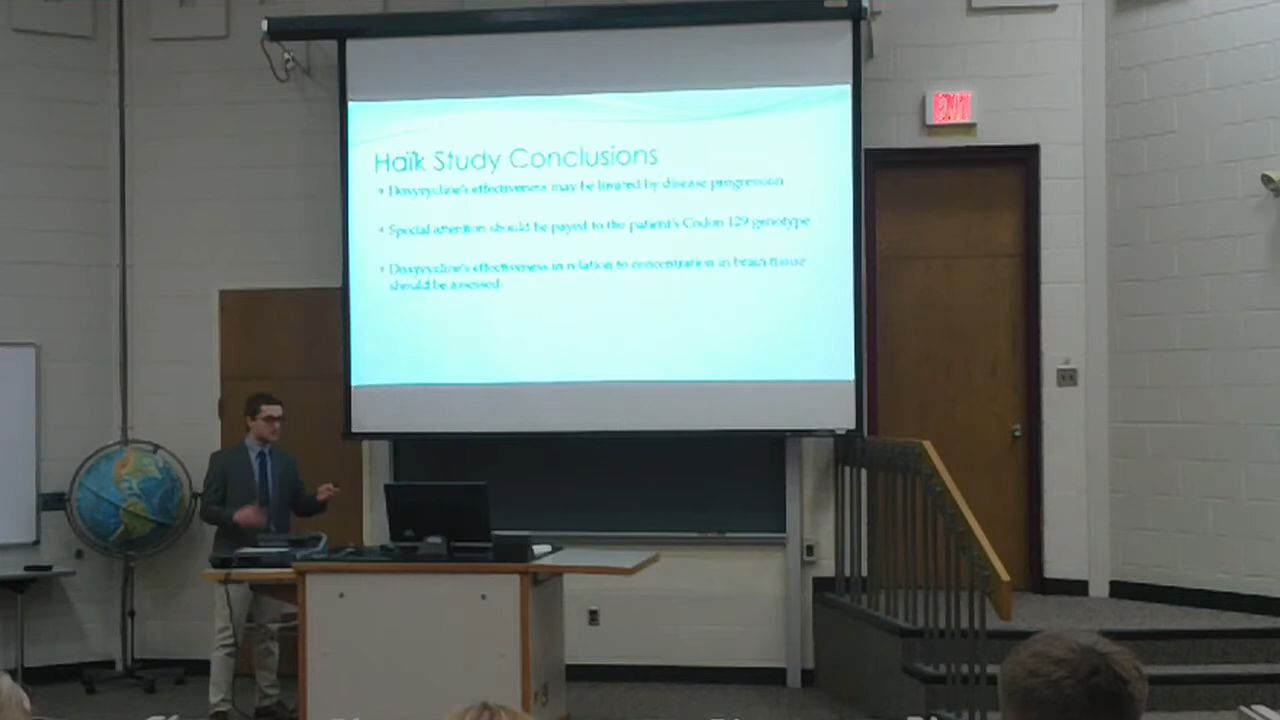 EXIT
Haïk Study Conclusions
• Doxycycline's effectiveness may be limited by disease progression
• Special attention should be payed to the patient's Codon 129 genotype
• Doxycycline's effectiveness in relation to concentration in brain tissue
should be assessed.